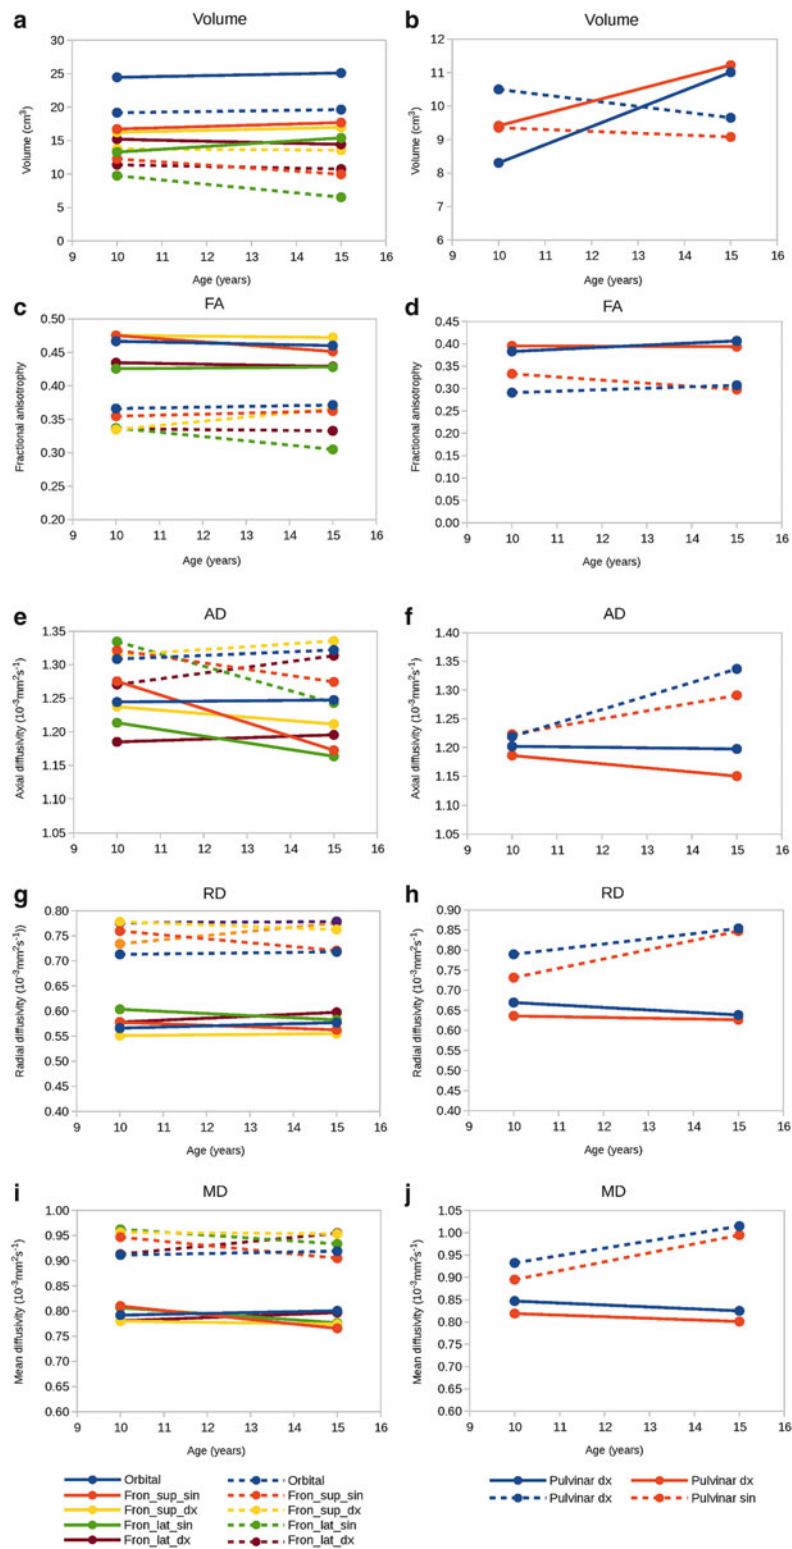 a Volume
Volume (cm³)
30
25
20
15
10
5
0
9 10 11 12 13 14 15 16
Age (years)
b Volume
Volume (cm³)
12
11
10
9
8
7
6
9 10 11 12 13 14 15 16
Age (years)
c FA
Fractional anisotrophy
0.50
0.45
0.40
0.35
0.30
0.20
9 10 11 12 13 14 15 16
Age (years)
d FA
Fractional anisotrophy
0.45
0.40
0.35
0.30
0.25
0.20
0.15
0.10
0.05
0.00
9 10 11 12 13 14 15 16
Age (years)
e AD
Axial diffusivity (10⁻³mm²s⁻¹)
1.35
1.30
1.25
1.20
1.15
1.10
1.05
9 10 11 12 13 14 15 16
Age (years)
f AD
Axial diffusivity (10⁻³mm²s⁻¹)
1.40
1.35
1.30
1.25
1.20
1.15
1.10
1.05
9 10 11 12 13 14 15 16
Age (years)
g RD
Radial diffusivity (10⁻³mm²s⁻¹))
0.80
0.75
0.70
0.65
0.60
0.55
0.50
0.45
0.40
9 10 11 12 13 14 15 16
Age (years)
h RD
Radial diffusivity (10⁻³mm²s⁻¹)
0.90
0.85
0.80
0.75
0.70
0.65
0.60
0.55
0.50
0.45
0.40
9 10 11 12 13 14 15 16
Age (years)
i MD
Mean diffusivity (10⁻³mm²s⁻¹)
1.00
0.95
0.90
0.85
0.80
0.75
0.70
0.65
0.60
9 10 11 12 13 14 15 16
Age (years)
j MD
Mean diffusivity (10⁻³mm²s⁻¹)
1.05
1.00
0.95
0.90
0.85
0.80
0.75
0.70
0.65
0.60
9 10 11 12 13 14 15 16
Age (years)
Orbital Orbital
Fron_sup_sin Fron_sup_sin
Fron_sup_dx Fron_sup_dx
Fron_lat_sin Fron_lat_sin
Fron_lat_dx Fron_lat_dx
Pulvinar dx Pulvinar dx
Pulvinar dx Pulvinar sin